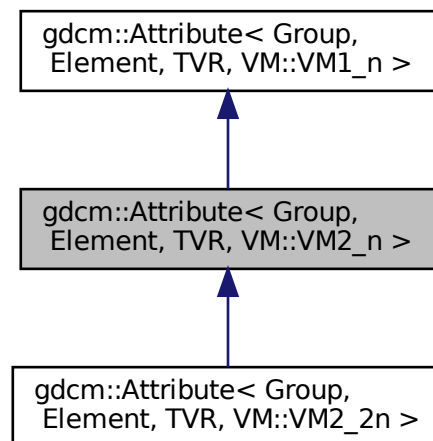 gdcm::Attribute< Group,
Element, TVR, VM::VM1_n >
gdcm::Attribute< Group,
Element, TVR, VM::VM2_n >
gdcm::Attribute< Group,
Element, TVR, VM::VM2_2n >